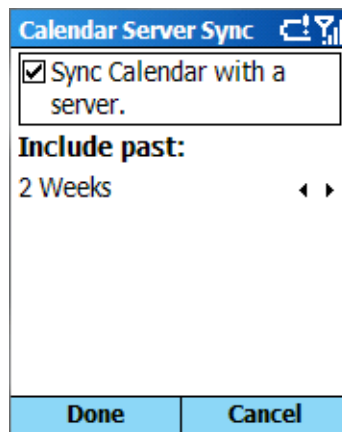 Calendar Server Sync
Sync Calendar with a
server.
Include past:
2 Weeks
Done Cancel